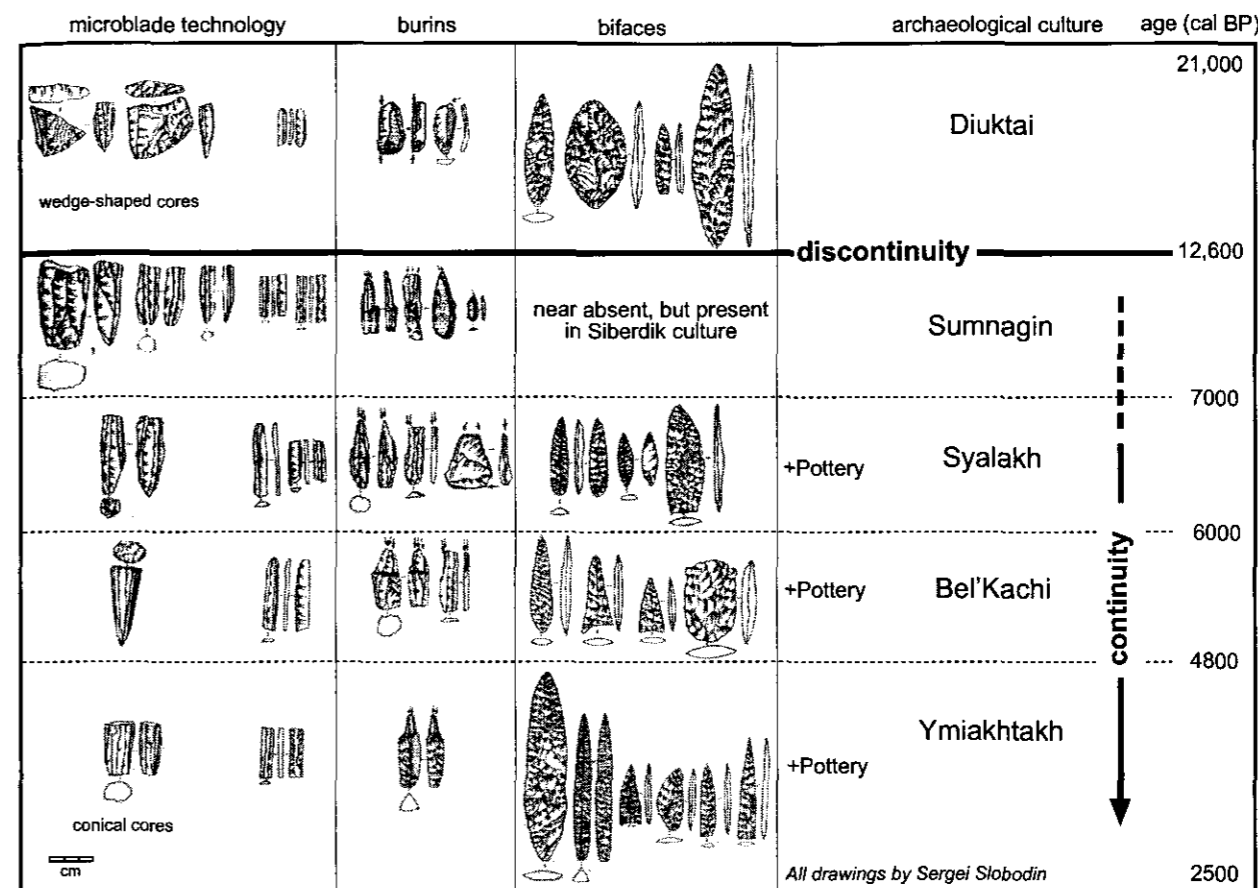 microblade technology burins bifaces archaeological culture age (cal BP)
21,000
Diuktai
wedge-shaped cores
discontinuity 12,600
near absent, but present
in Siberdik culture
Sumnagin
7000
+Pottery Syalakh
6000
+Pottery Bel'Kachi
continuity
4800
Ymiakhtakh
+Pottery
conical cores
cm
All drawings by Sergei Slobodin 2500